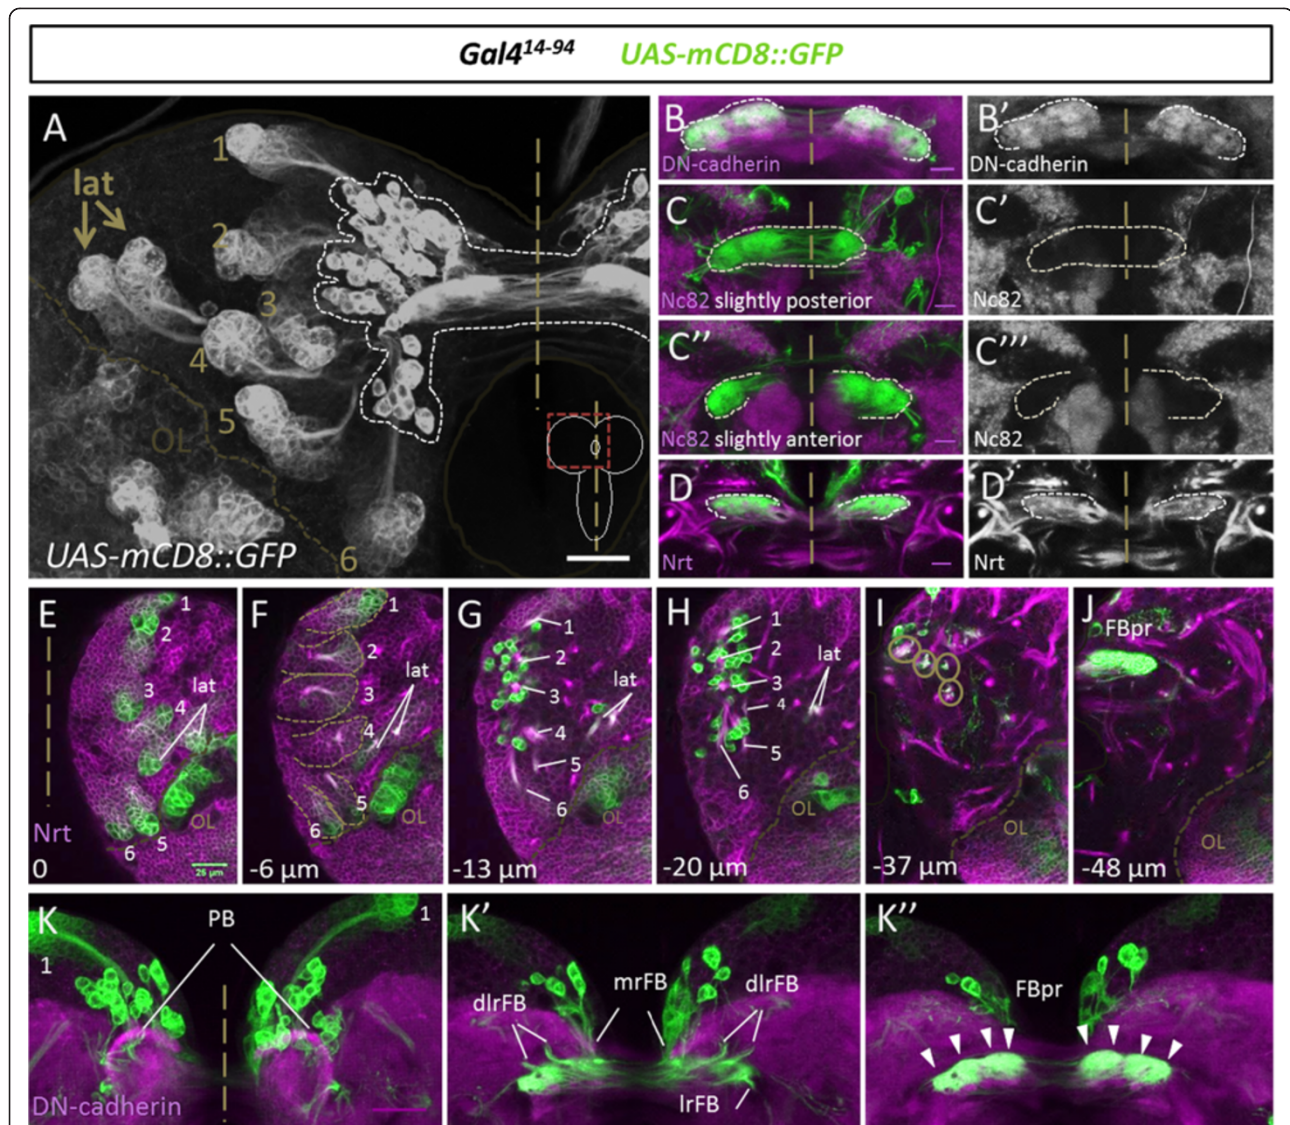 Gal4¹⁴⁻⁹⁴ UAS-mCD8::GFP
A
1
lat
2
3
4
5
OL
6
UAS-mCD8::GFP
B
DN-cadherin
B'
DN-cadherin
C
Nc82 slightly posterior
C'
Nc82
C''
Nc82 slightly anterior
C'''
Nc82
D
Nrt
D'
Nrt
E
1
2
3
lat
4
OL
Nrt
6
5
0
25 µm
F
1
2
lat
3
4
5
OL
6
-6 µm
G
1
2
lat
3
4
5
6
OL
-13 µm
H
1
2
lat
3
4
5
6
OL
-20 µm
I
OL
-37 µm
J
FBpr
OL
-48 µm
K
PB
1
1
DN-cadherin
K'
mrFB
dlrFB
dlrFB
lrFB
K''
FBpr